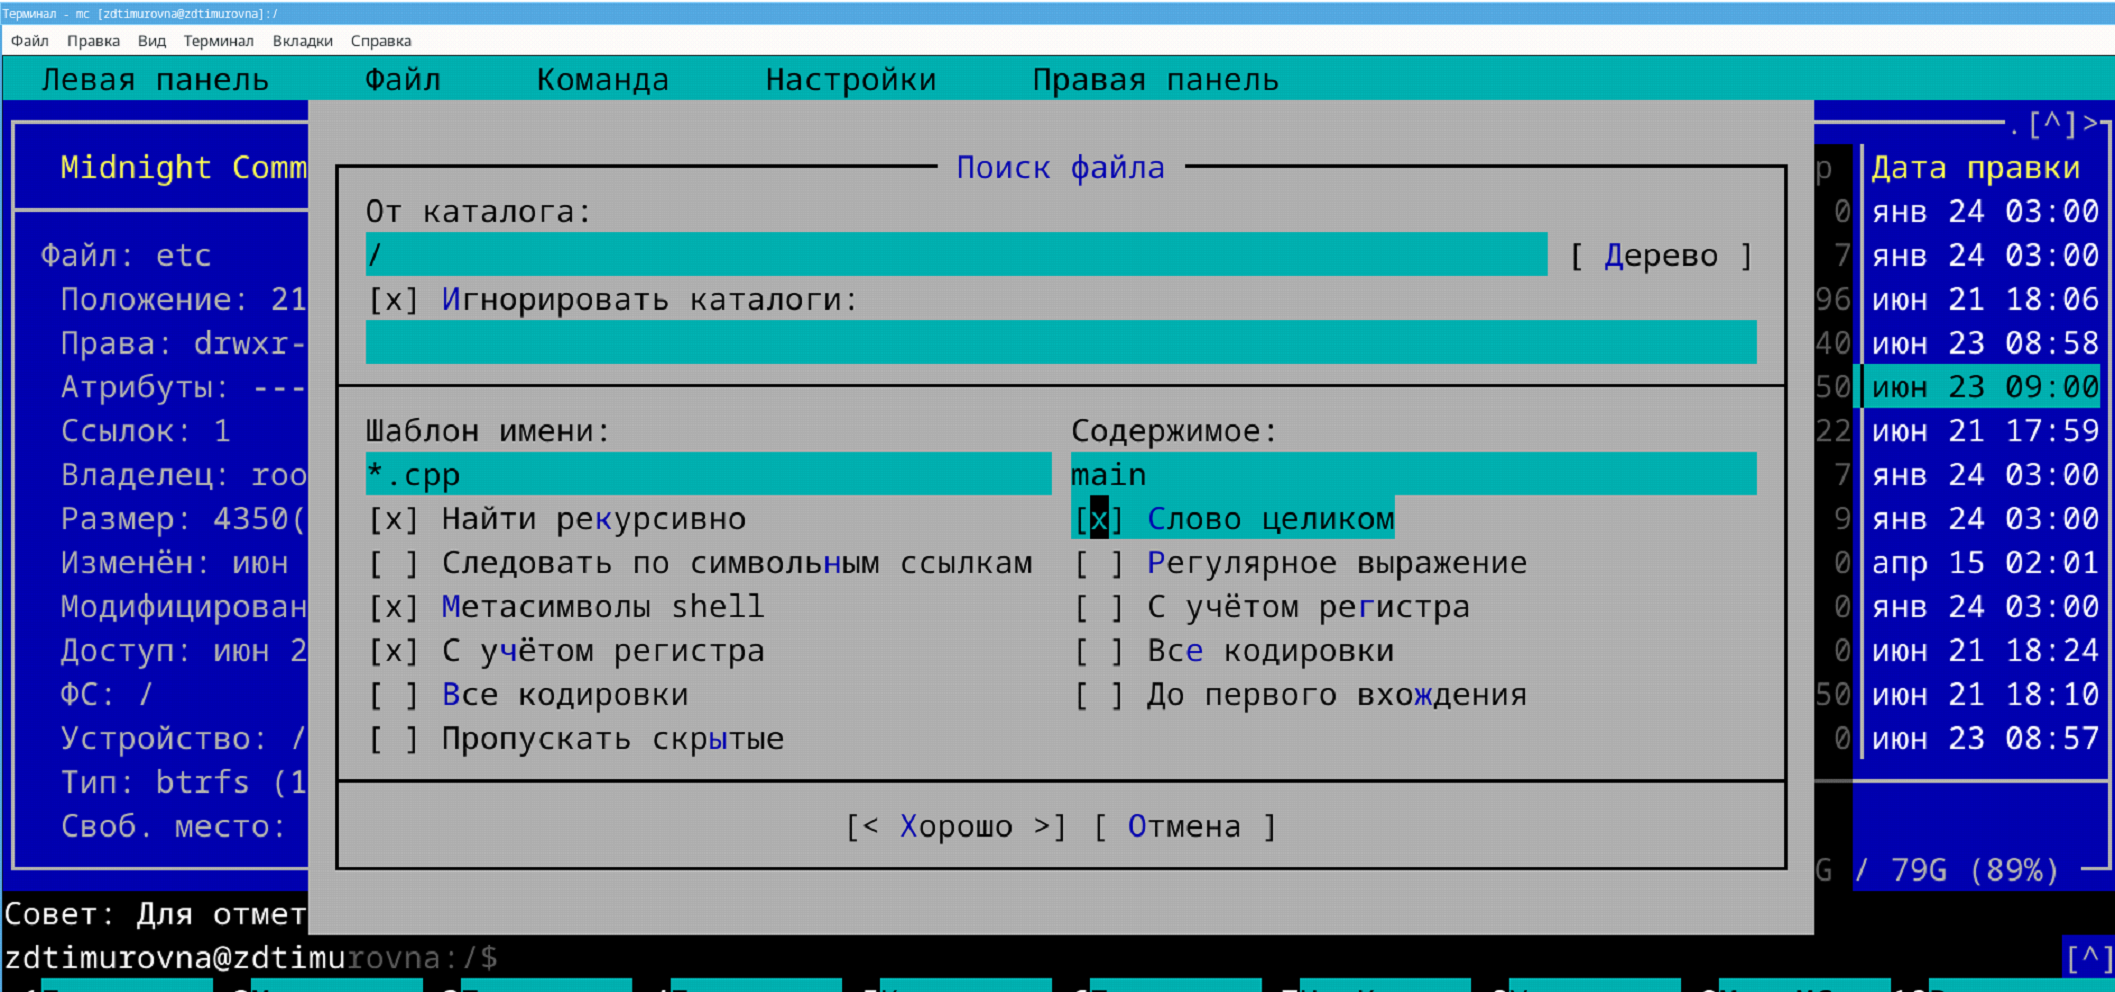 Терминал - mc [zdtimurovna@zdtimurovna]:/
Файл Правка Вид Терминал Вкладки Справка
Левая панель Файл Команда Настройки Правая панель
.[^]>
Midnight Comm
Поиск файла
р Дата правки
От каталога:
0 янв 24 03:00
Файл: etc
/ [ Дерево ]
7 янв 24 03:00
Положение: 21
[x] Игнорировать каталоги:
96 июн 21 18:06
Права: drwxr-
40 июн 23 08:58
Атрибуты: ---
50 июн 23 09:00
Ссылок: 1
Шаблон имени: Содержимое:
22 июн 21 17:59
Владелец: roo
*.cpp main
7 янв 24 03:00
Размер: 4350(
[x] Найти рекурсивно [x] Слово целиком
9 янв 24 03:00
Изменён: июн
[ ] Следовать по символьным ссылкам [ ] Регулярное выражение
0 апр 15 02:01
Модифицирован
[x] Метасимволы shell [ ] С учётом регистра
0 янв 24 03:00
Доступ: июн 2
[x] С учётом регистра [ ] Все кодировки
0 июн 21 18:24
ФС: /
[ ] Все кодировки [ ] До первого вхождения
50 июн 21 18:10
Устройство: /
[ ] Пропускать скрытые
0 июн 23 08:57
Тип: btrfs (1
Своб. место:
[< Хорошо >] [ Отмена ]
G / 79G (89%)
Совет: Для отмет
zdtimurovna@zdtimurovna:/$ [^]